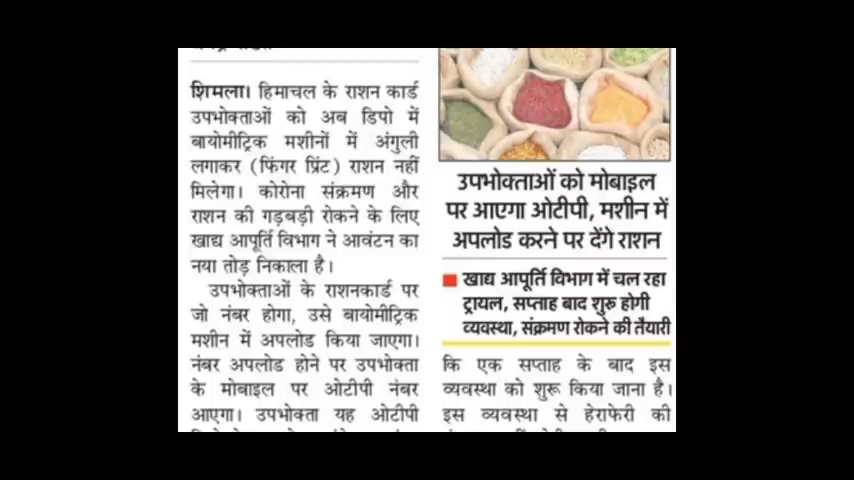 शिमला। हिमाचल के राशन कार्ड
उपभोक्ताओं को अब डिपो में
बायोमीट्रिक मशीनों में अंगुली
लगाकर (फिंगर प्रिंट) राशन नहीं
मिलेगा। कोरोना संक्रमण और
राशन की गड़बड़ी रोकने के लिए
खाद्य आपूर्ति विभाग ने आवंटन का
नया तोड़ निकाला है।
उपभोक्ताओं के राशनकार्ड पर
जो नंबर होगा, उसे बायोमीट्रिक
मशीन में अपलोड किया जाएगा।
नंबर अपलोड होने पर उपभोक्ता
के मोबाइल पर ओटीपी नंबर
आएगा। उपभोक्ता यह ओटीपी
उपभोक्ताओं को मोबाइल
पर आएगा ओटीपी, मशीन में
अपलोड करने पर देंगे राशन
खाद्य आपूर्ति विभाग में चल रहा
ट्रायल, सप्ताह बाद शुरू होगी
व्यवस्था, संक्रमण रोकने की तैयारी
कि एक सप्ताह के बाद इस
व्यवस्था को शुरू किया जाना है।
इस व्यवस्था से हेराफेरी की